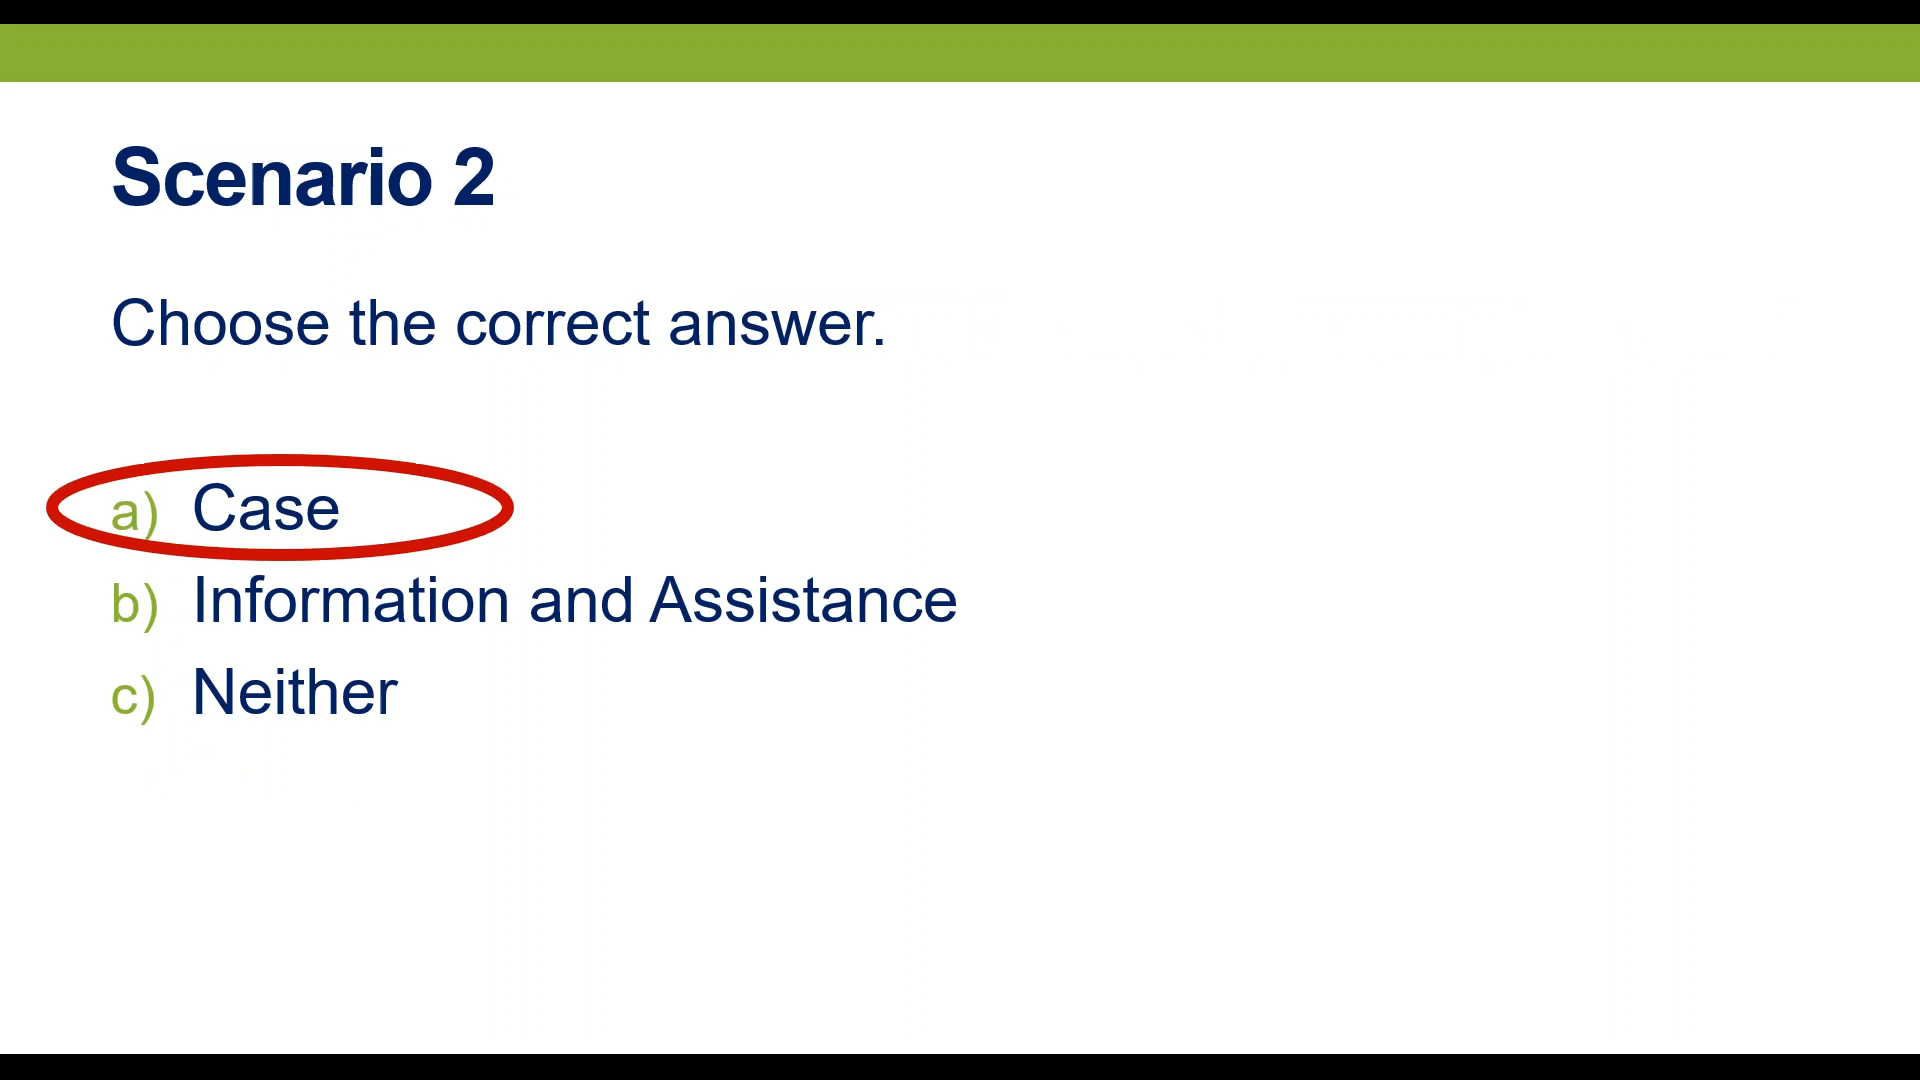 Scenario 2
Choose the correct answer.
a) Case
b) Information and Assistance
c) Neither